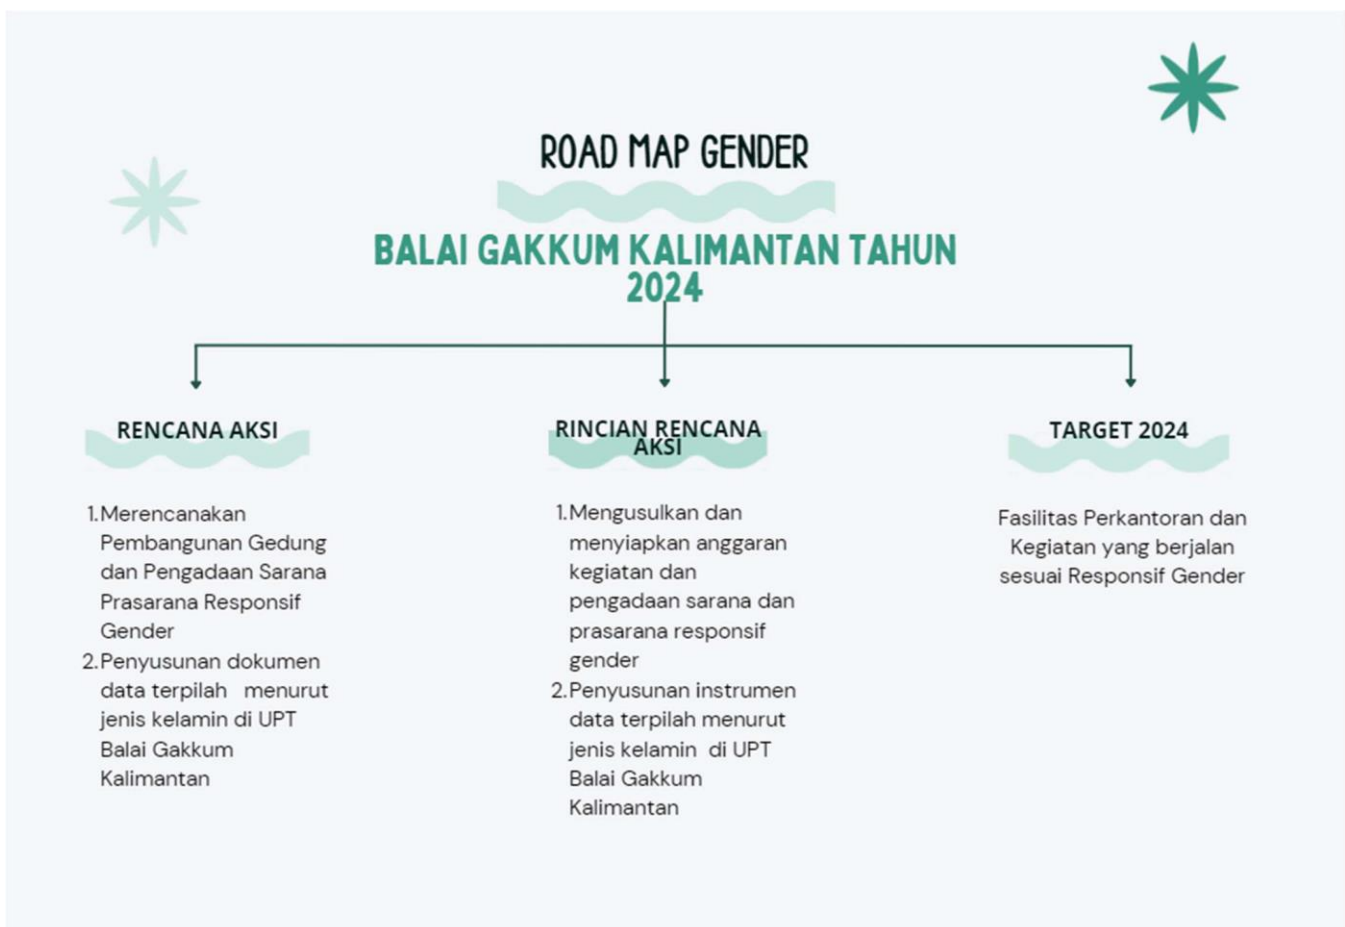 ROAD MAP GENDER
BALAI GAKKUM KALIMANTAN TAHUN
2024
RENCANA AKSI
1. Merencanakan
Pembangunan Gedung
dan Pengadaan Sarana
Prasarana Responsif
Gender
2. Penyusunan dokumen
data terpilah menurut
jenis kelamin di UPT
Balai Gakkum
Kalimantan
RINCIAN RENCANA
AKSI
1. Mengusulkan dan
menyiapkan anggaran
kegiatan dan
pengadaan sarana dan
prasarana responsif
gender
2. Penyusunan instrumen
data terpilah menurut
jenis kelamin di UPT
Balai Gakkum
Kalimantan
TARGET 2024
Fasilitas Perkantoran dan
Kegiatan yang berjalan
sesuai Responsif Gender